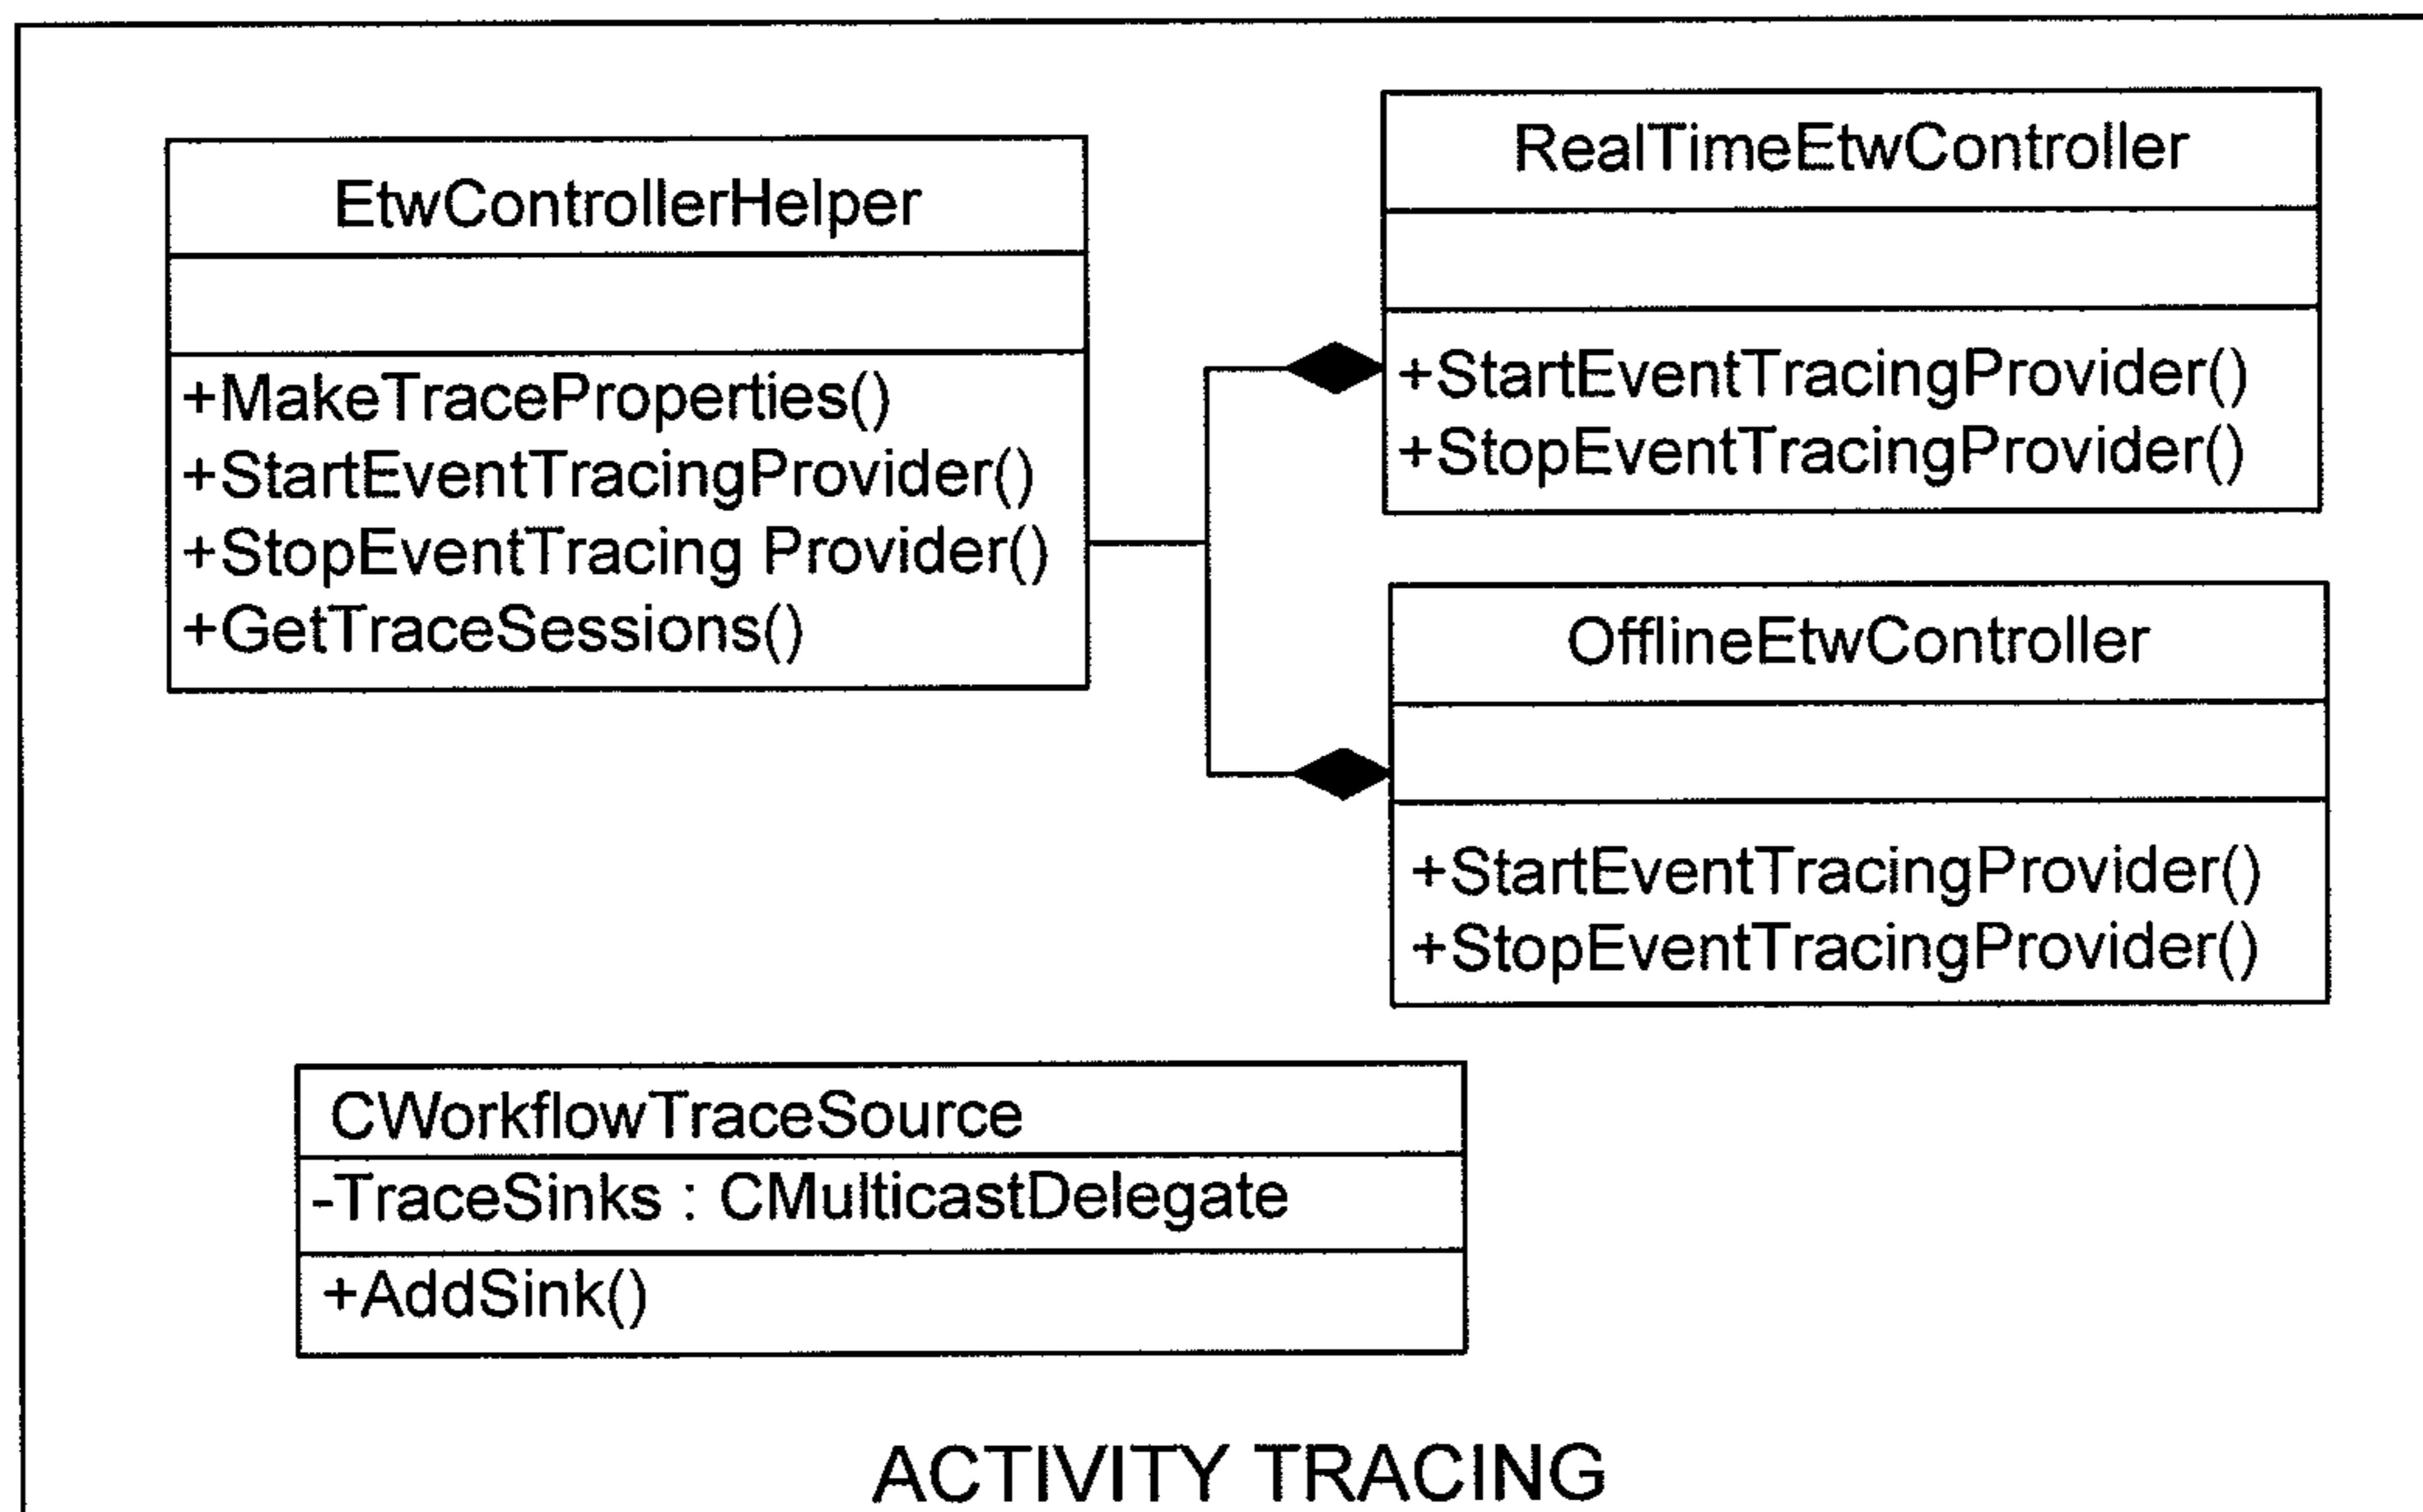 EtwControllerHelper
+MakeTraceProperties()
+StartEventTracingProvider()
+StopEventTracing Provider()
+GetTraceSessions()
RealTimeEtwController
+StartEventTracingProvider()
+StopEventTracingProvider()
OfflineEtwController
+StartEventTracingProvider()
+StopEventTracingProvider()
CWorkflowTraceSource
-TraceSinks : CMulticastDelegate
+AddSink()
ACTIVITY TRACING